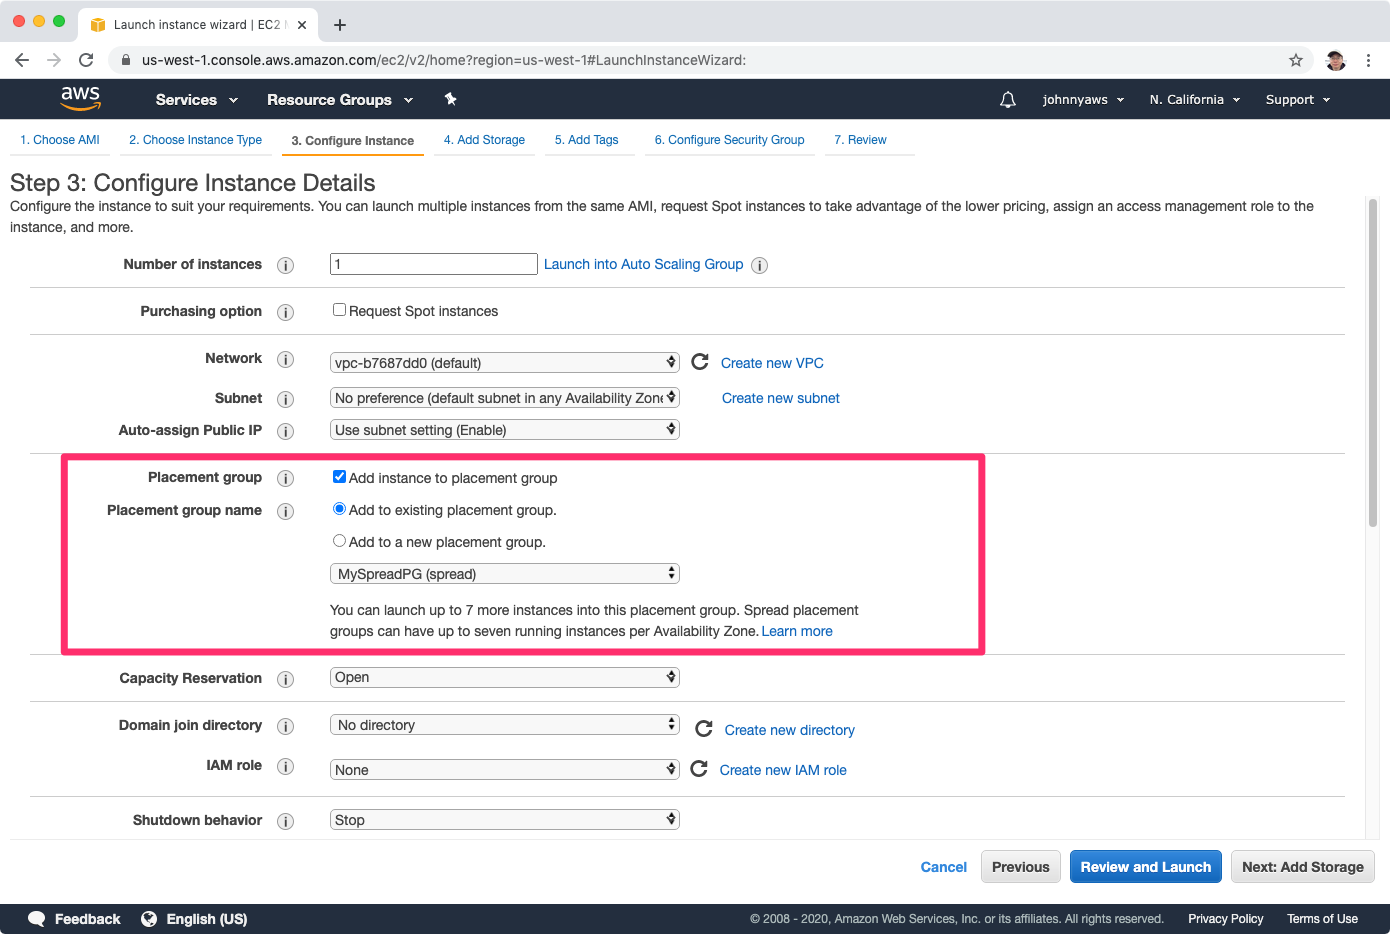 Launch instance wizard | EC2
us-west-1.console.aws.amazon.com/ec2/v2/home?region=us-west-1#LaunchInstanceWizard:
aws Services Resource Groups johnnyaws N. California Support
1. Choose AMI 2. Choose Instance Type 3. Configure Instance 4. Add Storage 5. Add Tags 6. Configure Security Group 7. Review
Step 3: Configure Instance Details
Configure the instance to suit your requirements. You can launch multiple instances from the same AMI, request Spot instances to take advantage of the lower pricing, assign an access management role to the
instance, and more.
Number of instances i 1 Launch into Auto Scaling Group i
Purchasing option i Request Spot instances
Network i vpc-b7687dd0 (default) Create new VPC
Subnet i No preference (default subnet in any Availability Zone Create new subnet
Auto-assign Public IP i Use subnet setting (Enable)
Placement group i Add instance to placement group
Placement group name i Add to existing placement group.
Add to a new placement group.
MySpreadPG (spread)
You can launch up to 7 more instances into this placement group. Spread placement
groups can have up to seven running instances per Availability Zone. Learn more
Capacity Reservation i Open
Domain join directory i No directory Create new directory
IAM role i None Create new IAM role
Shutdown behavior i Stop
Cancel Previous Review and Launch Next: Add Storage
Feedback English (US) © 2008 - 2020, Amazon Web Services, Inc. or its affiliates. All rights reserved. Privacy Policy Terms of Use